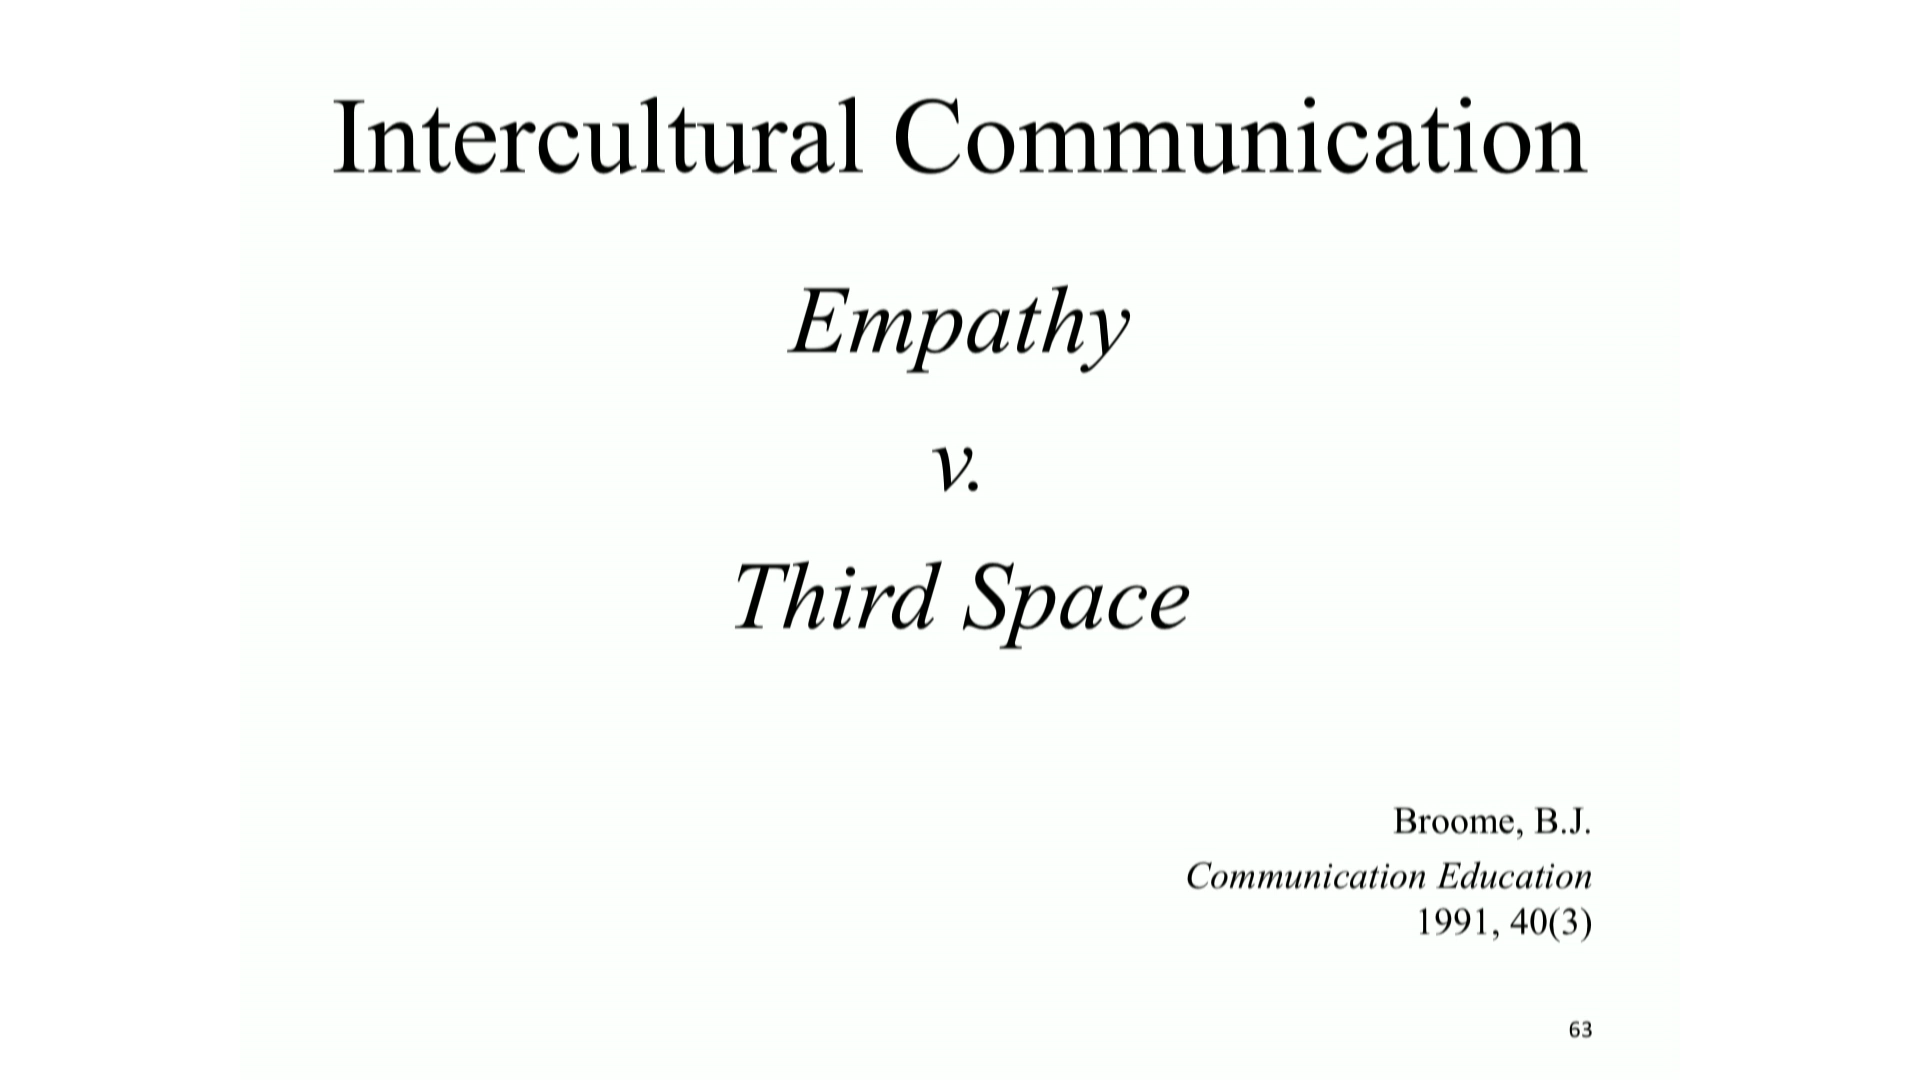 Intercultural Communication
Empathy
v.
Third Space
Broome, B.J.
Communication Education
1991, 40(3)
63